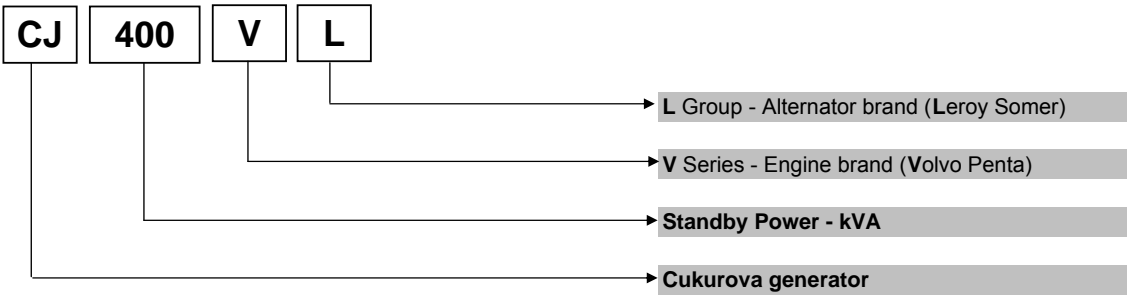 CJ 400 V L
L Group - Alternator brand (Leroy Somer)
V Series - Engine brand (Volvo Penta)
Standby Power - kVA
Cukurova generator